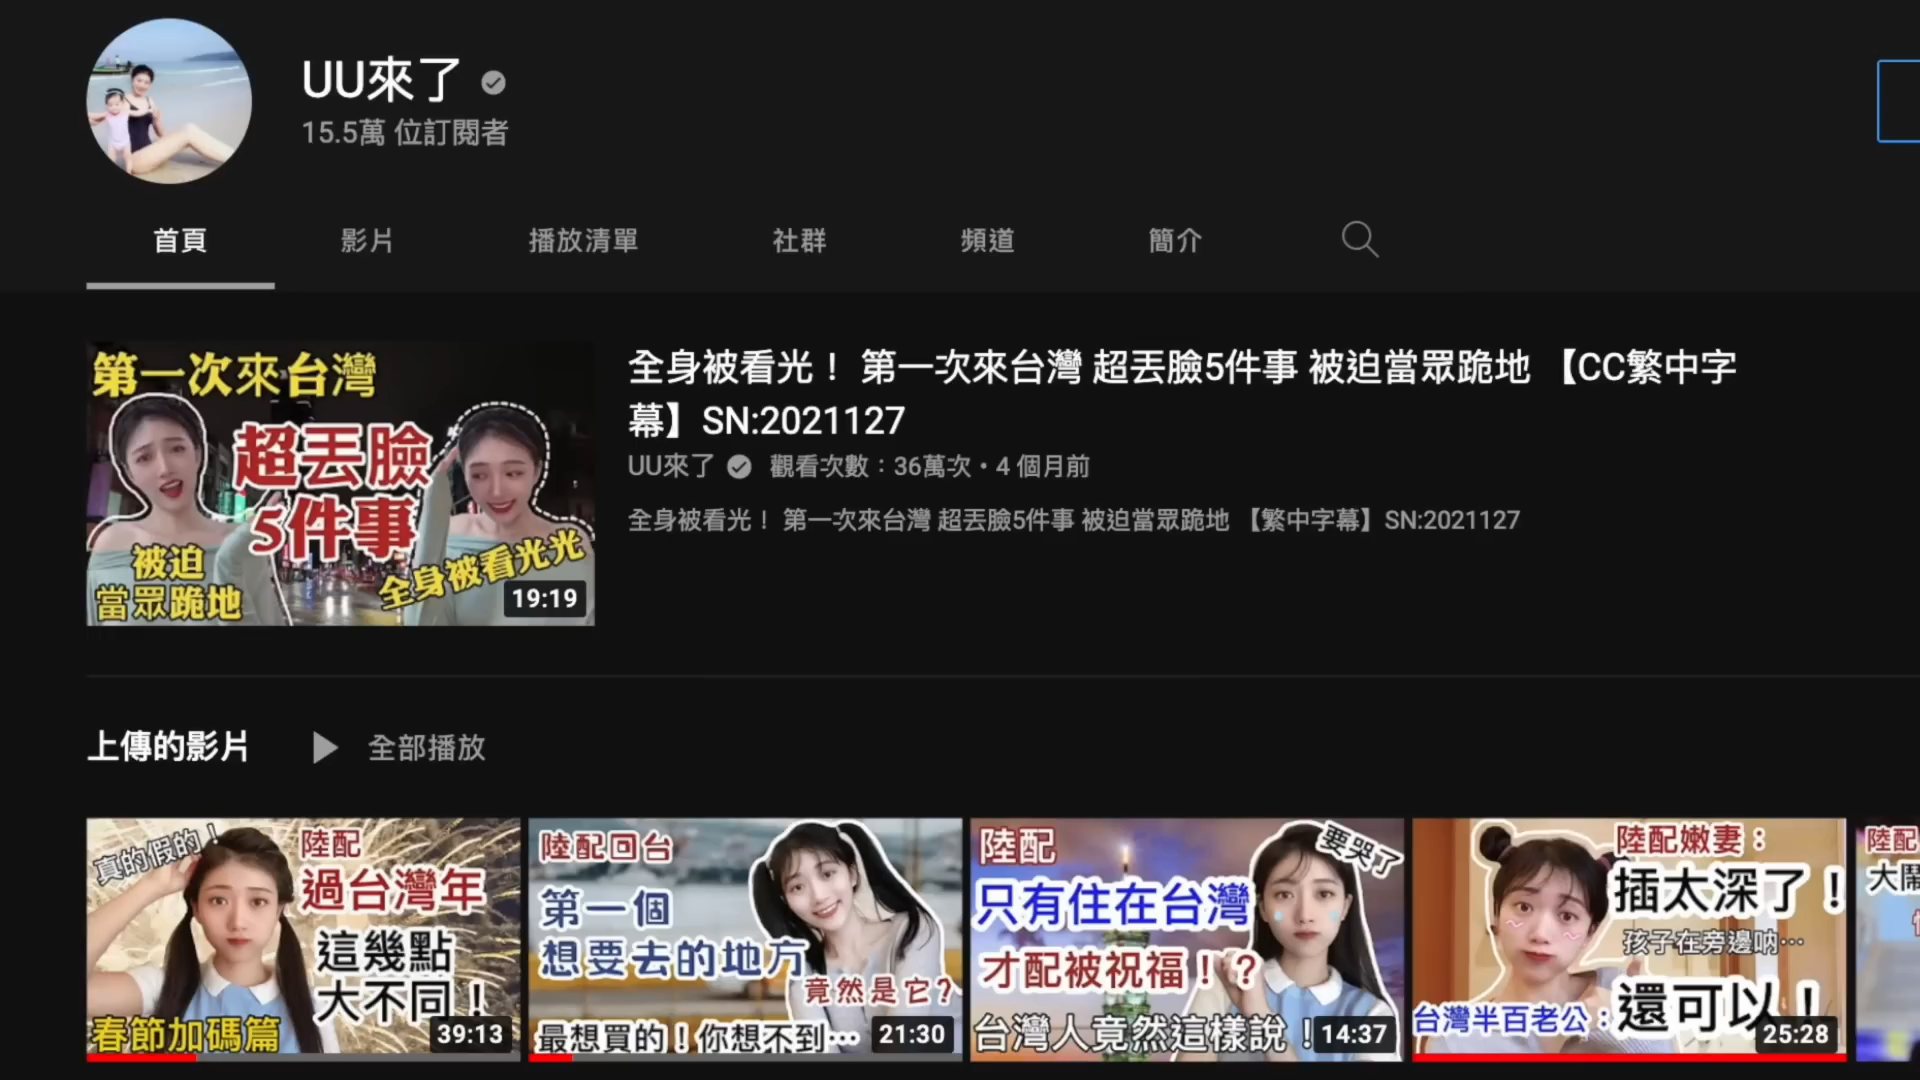 UU來了
15.5萬 位訂閱者
首頁
影片
播放清單
社群
頻道
簡介
第一次來台灣
超丟臉
5件事
被迫
當眾跪地
全身被看光光
19:19
全身被看光！ 第一次來台灣 超丟臉5件事 被迫當眾跪地 【CC繁中字
幕】SN:2021127
UU來了 觀看次數：36萬次・4 個月前
全身被看光！ 第一次來台灣 超丟臉5件事 被迫當眾跪地 【繁中字幕】SN:2021127
上傳的影片
全部播放
真的假的！
陸配
過台灣年
這幾點
大不同！
春節加碼篇
39:13
陸配回台
第一個
想要去的地方
竟然是它?
最想買的！你想不到…
21:30
陸配
要哭了
只有住在台灣
才配被祝福！？
台灣人竟然這樣說！
14:37
陸配嫩妻：
插太深了！
孩子在旁邊吶…
台灣半百老公：
還可以！
25:28
陸配
大鬧